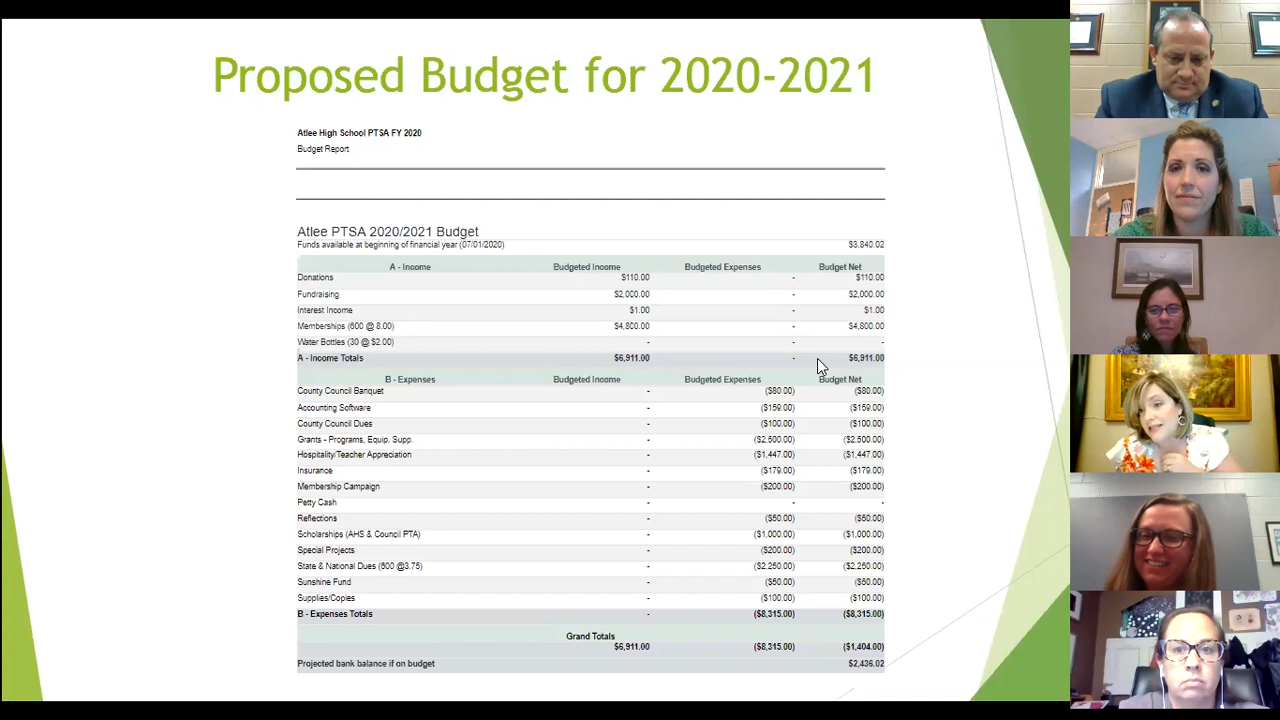 Proposed Budget for 2020-2021
Atlee High School PTSA FY 2020
Budget Report
Atlee PTSA 2020/2021 Budget
Funds available at beginning of financial year (07/01/2020) $3,840.02
A - Income Budgeted Income Budgeted Expenses Budget Net
Donations $110.00 - $110.00
Fundraising $2,000.00 - $2,000.00
Interest Income $1.00 - $1.00
Memberships (600 @ 8.00) $4,800.00 - $4,800.00
Water Bottles (30 @ $2.00) - - -
A - Income Totals $6,911.00 - $6,911.00
B - Expenses Budgeted Income Budgeted Expenses Budget Net
County Council Banquet - ($80.00) ($80.00)
Accounting Software - ($159.00) ($159.00)
County Council Dues - ($100.00) ($100.00)
Grants - Programs, Equip. Supp. - ($2,500.00) ($2,500.00)
Hospitality/Teacher Appreciation - ($1,447.00) ($1,447.00)
Insurance - ($179.00) ($179.00)
Membership Campaign - ($200.00) ($200.00)
Petty Cash - - -
Reflections - ($50.00) ($50.00)
Scholarships (AHS & Council PTA) - ($1,000.00) ($1,000.00)
Special Projects - ($200.00) ($200.00)
State & National Dues (600 @3.75) - ($2,250.00) ($2,250.00)
Sunshine Fund - ($50.00) ($50.00)
Supplies/Copies - ($100.00) ($100.00)
B - Expenses Totals - ($8,315.00) ($8,315.00)
Grand Totals
$6,911.00 ($8,315.00) ($1,404.00)
Projected bank balance if on budget $2,436.02